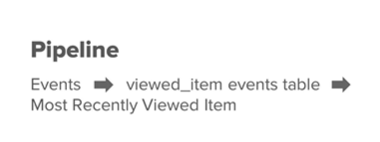 Pipeline
Events ➡ viewed_item events table ➡
Most Recently Viewed Item